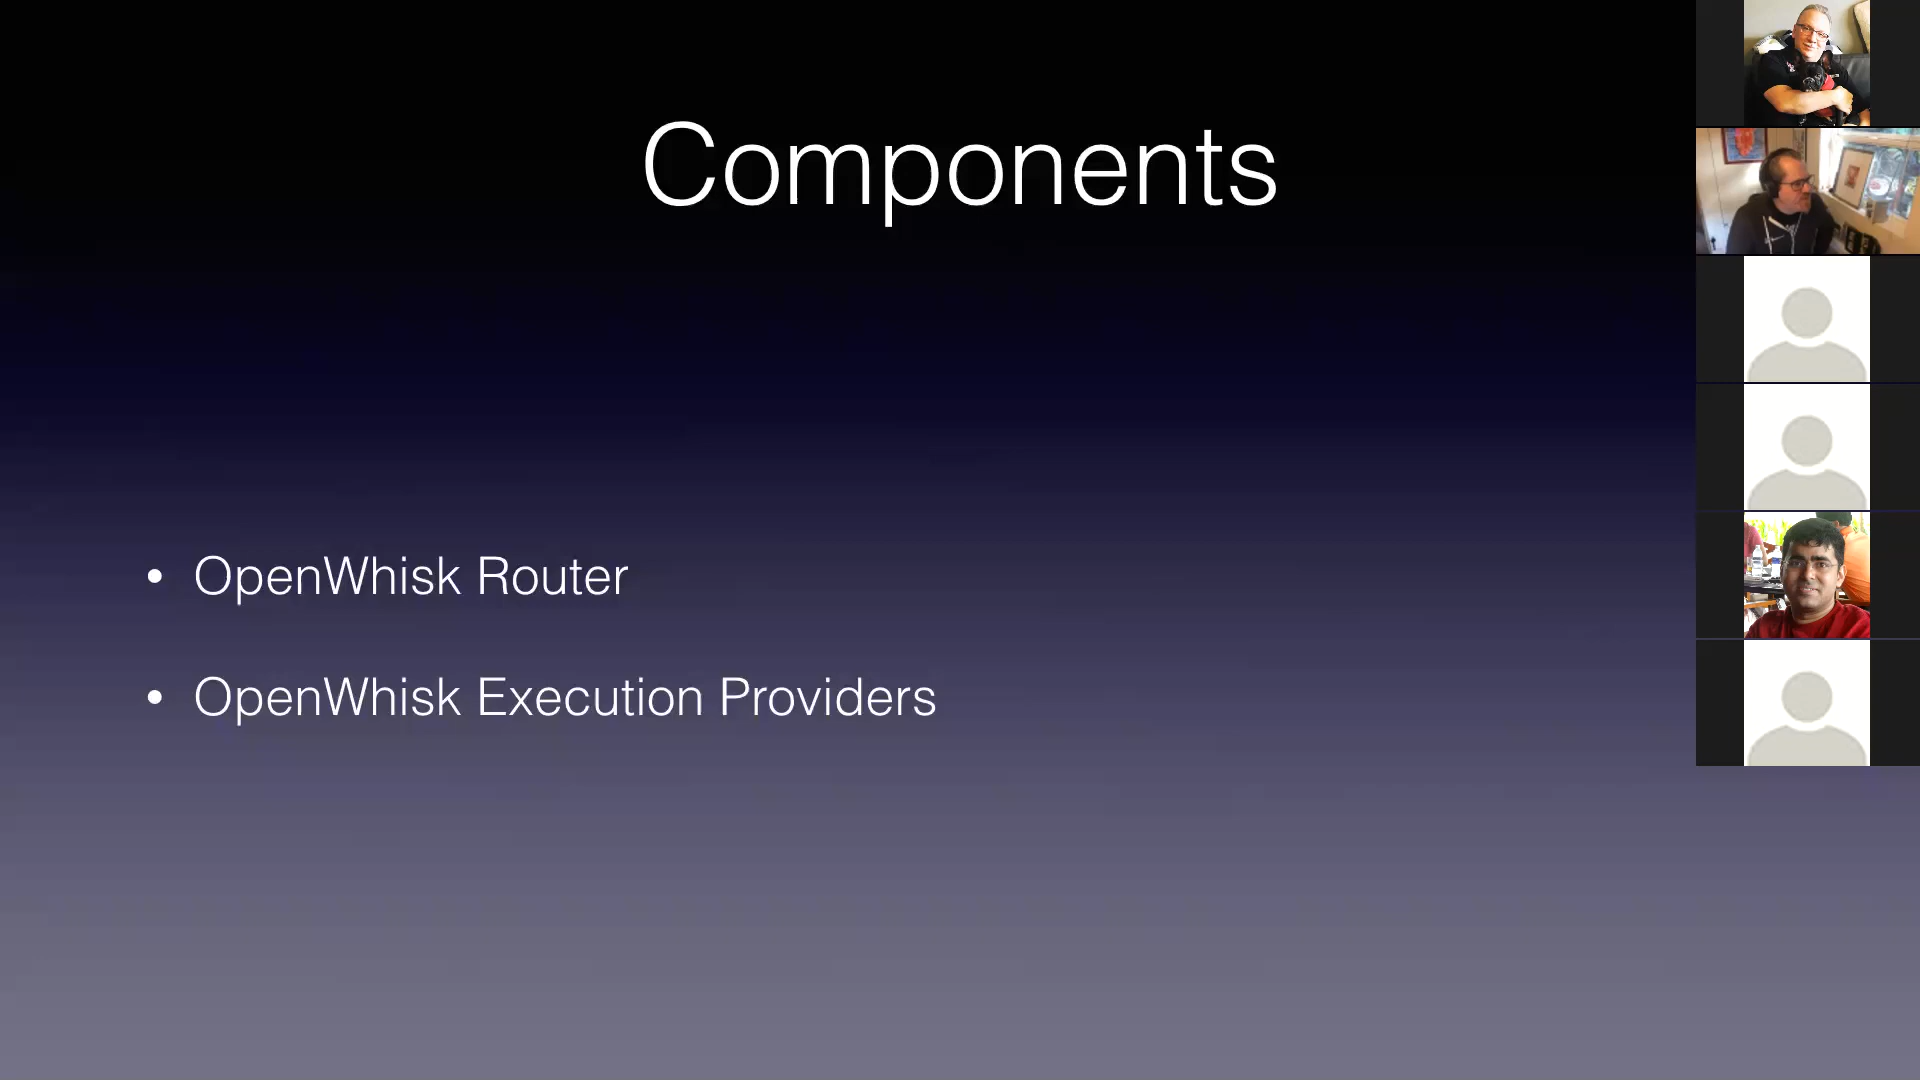 Components
• OpenWhisk Router
• OpenWhisk Execution Providers